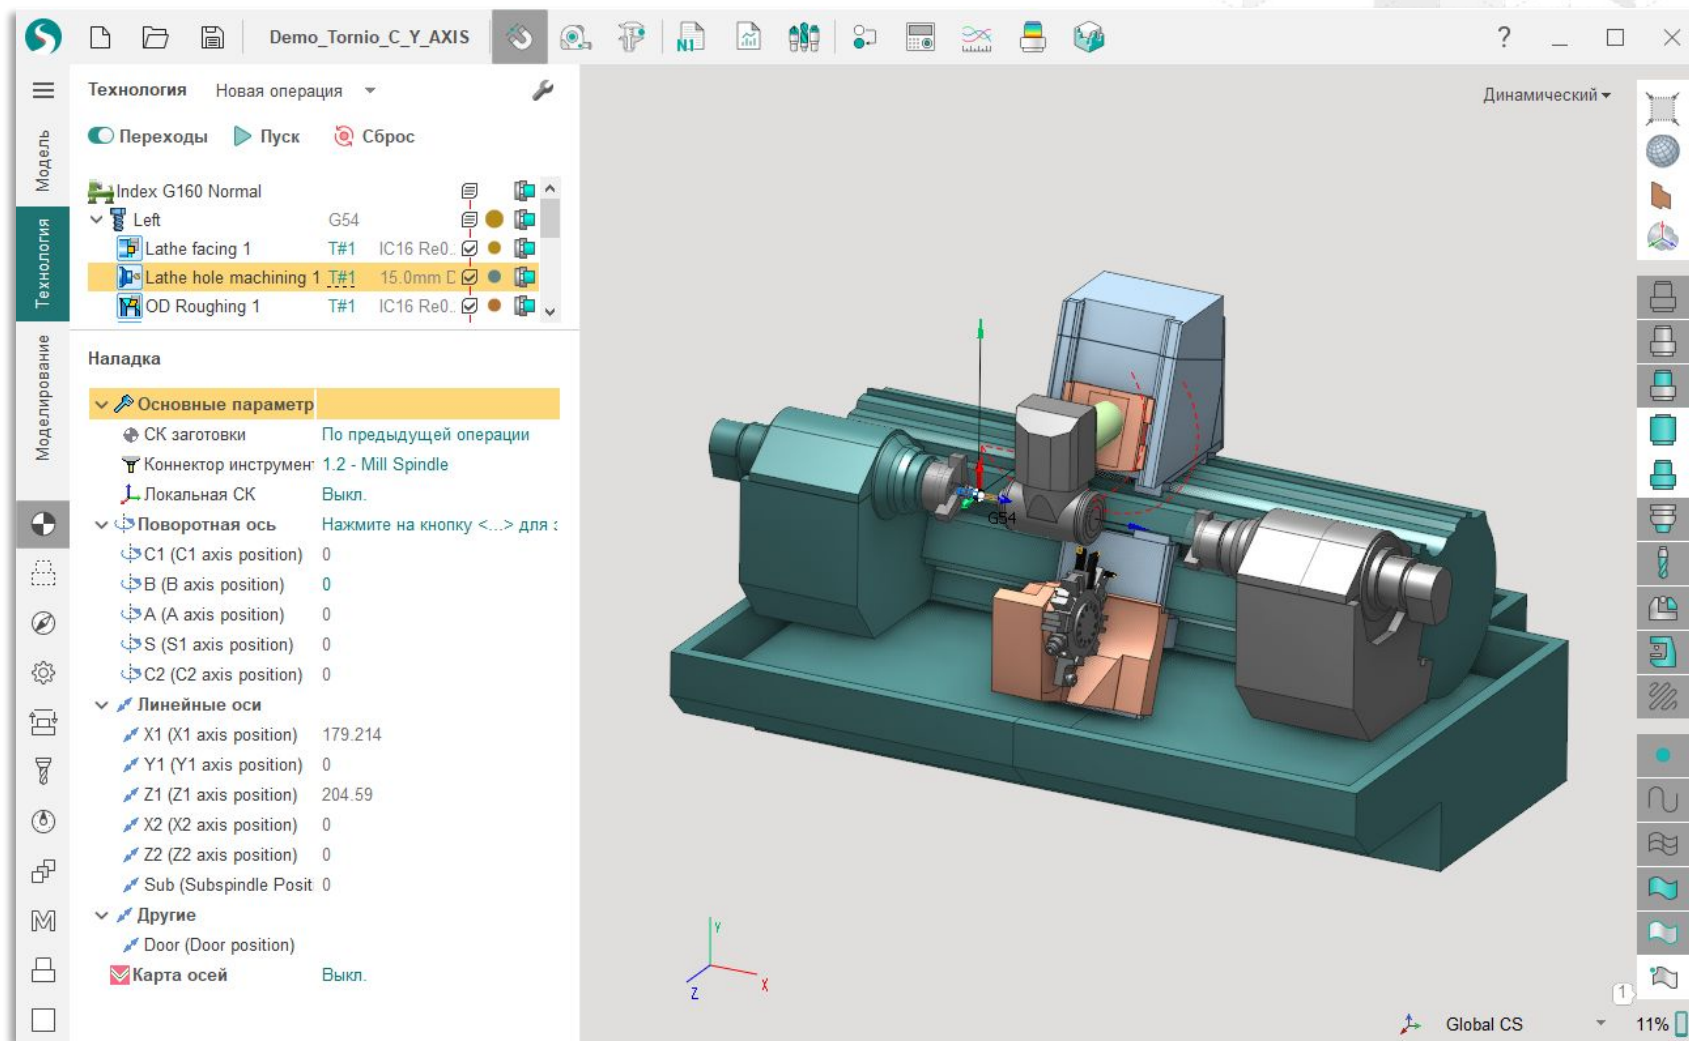 Demo_Tornio_C_Y_AXIS
N1
?
Технология Новая операция
Переходы Пуск Сброс
Динамический
Модель
Технология
Моделирование
Index G160 Normal
Left G54
Lathe facing 1 T#1 IC16 Re0..
Lathe hole machining 1 T#1 15.0mm D
OD Roughing 1 T#1 IC16 Re0..
Наладка
Основные параметр
СК заготовки По предыдущей операции
Коннектор инструмент 1.2 - Mill Spindle
Локальная СК Выкл.
Поворотная ось Нажмите на кнопку <...> для з
C1 (C1 axis position) 0
B (B axis position) 0
A (A axis position) 0
S (S1 axis position) 0
C2 (C2 axis position) 0
Линейные оси
X1 (X1 axis position) 179.214
Y1 (Y1 axis position) 0
Z1 (Z1 axis position) 204.59
X2 (X2 axis position) 0
Z2 (Z2 axis position) 0
Sub (Subspindle Posit 0
Другие
Door (Door position)
Карта осей Выкл.
G54
Y
X
Z
1
Global CS 11%